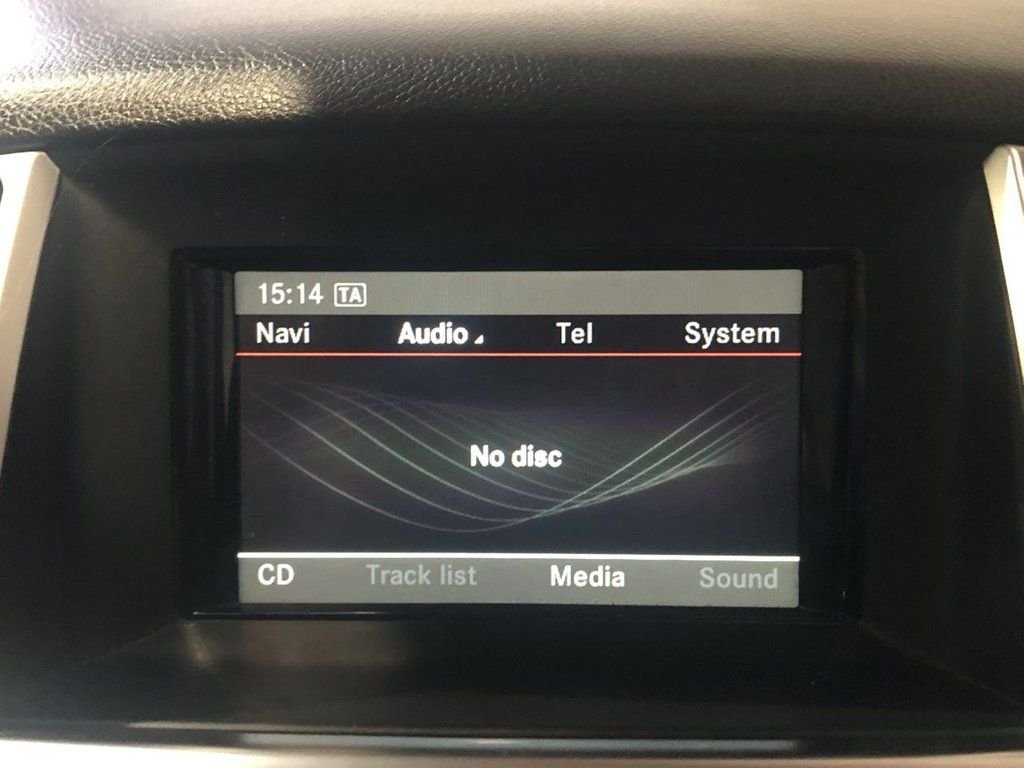 15:14 TA
Navi Audio Tel System
No disc
CD Track list Media Sound